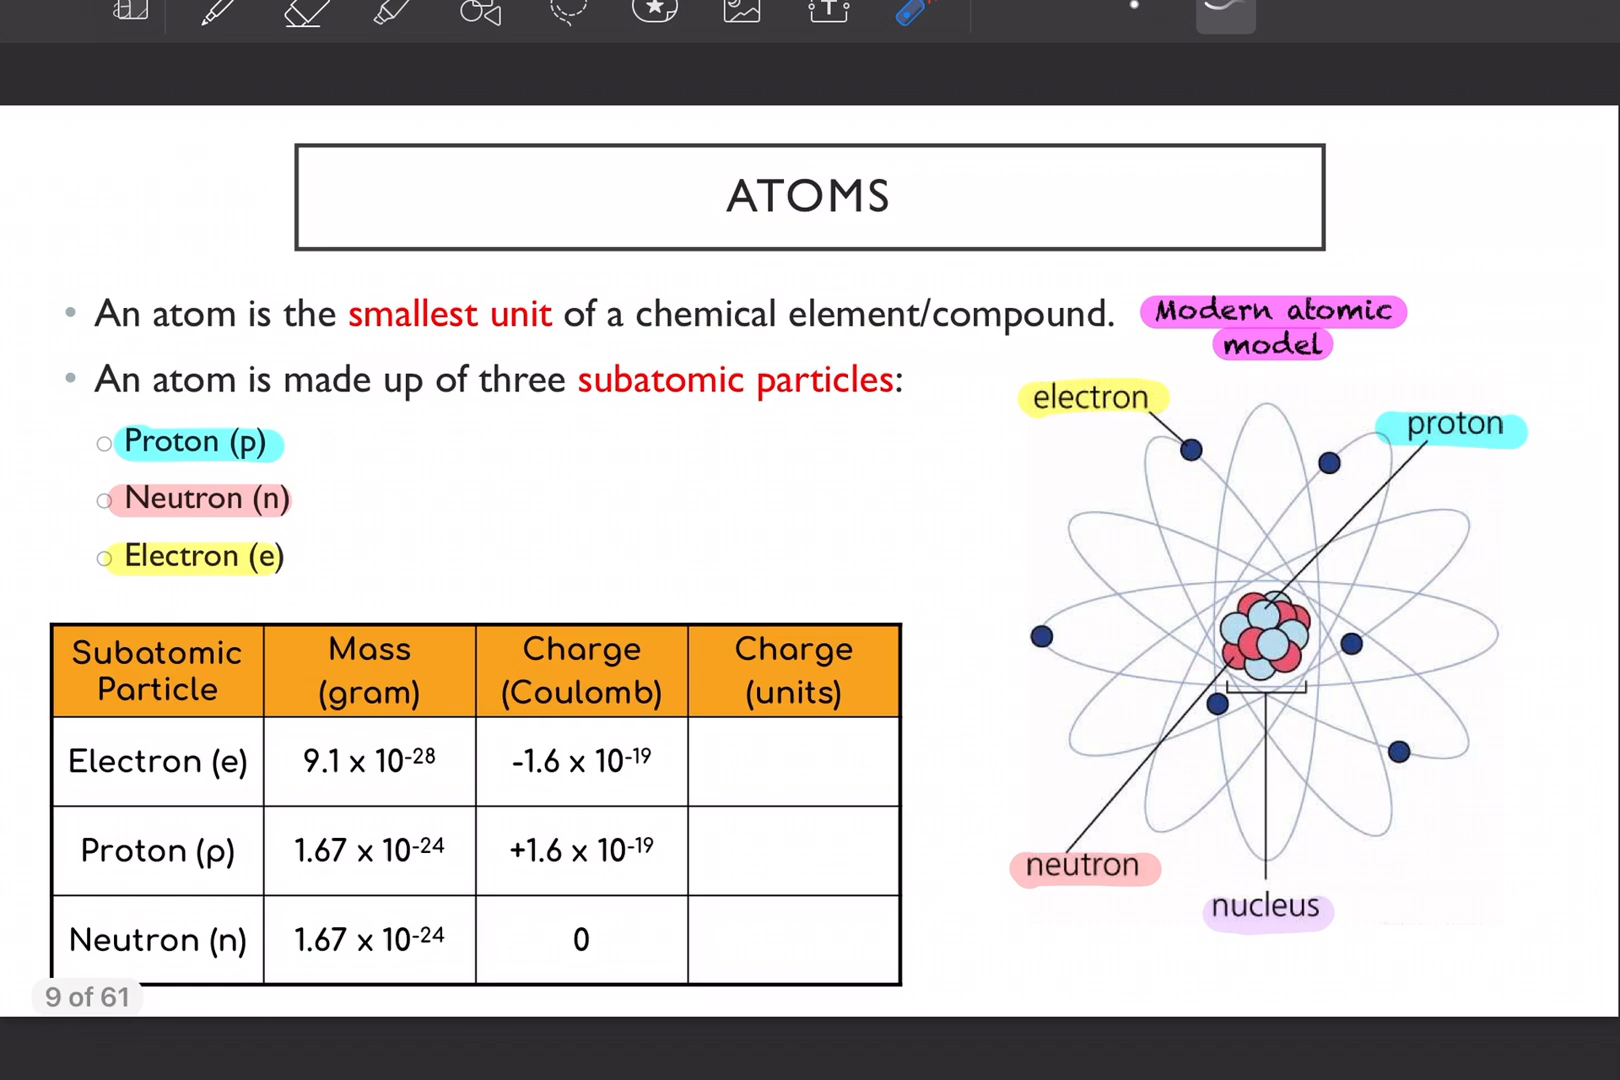 ATOMS
• An atom is the smallest unit of a chemical element/compound.
Modern atomic
model
• An atom is made up of three subatomic particles:
○ Proton (p)
○ Neutron (n)
○ Electron (e)
electron
proton
neutron
nucleus
Subatomic Particle | Mass (gram) | Charge (Coulomb) | Charge (units)
Electron (e) | 9.1 x 10⁻²⁸ | -1.6 x 10⁻¹⁹ |
Proton (p) | 1.67 x 10⁻²⁴ | +1.6 x 10⁻¹⁹ |
Neutron (n) | 1.67 x 10⁻²⁴ | 0 |
9 of 61